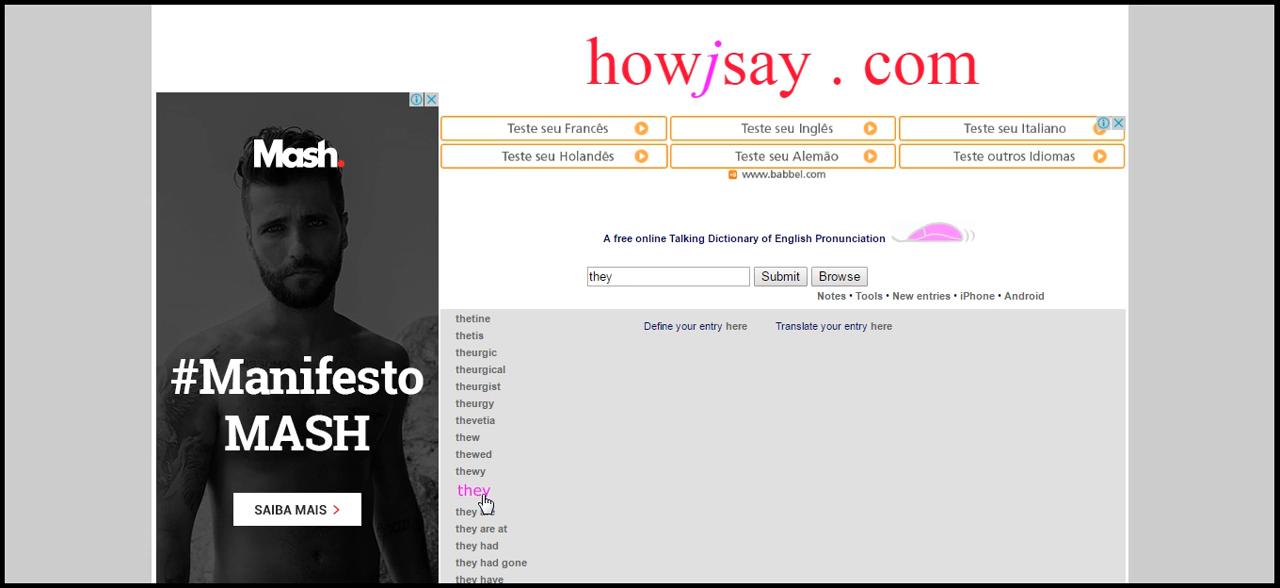 howjsay . com
Mash.
#Manifesto
MASH
SAIBA MAIS
Teste seu Francês
Teste seu Inglês
Teste seu Italiano
Teste seu Holandês
Teste seu Alemão
Teste outros Idiomas
www.babbel.com
A free online Talking Dictionary of English Pronunciation
they
Submit
Browse
Notes • Tools • New entries • iPhone • Android
Define your entry here
Translate your entry here
thetine
thetis
theurgic
theurgical
theurgist
theurgy
thevetia
thew
thewed
thewy
they
they are
they are at
they had
they had gone
they have